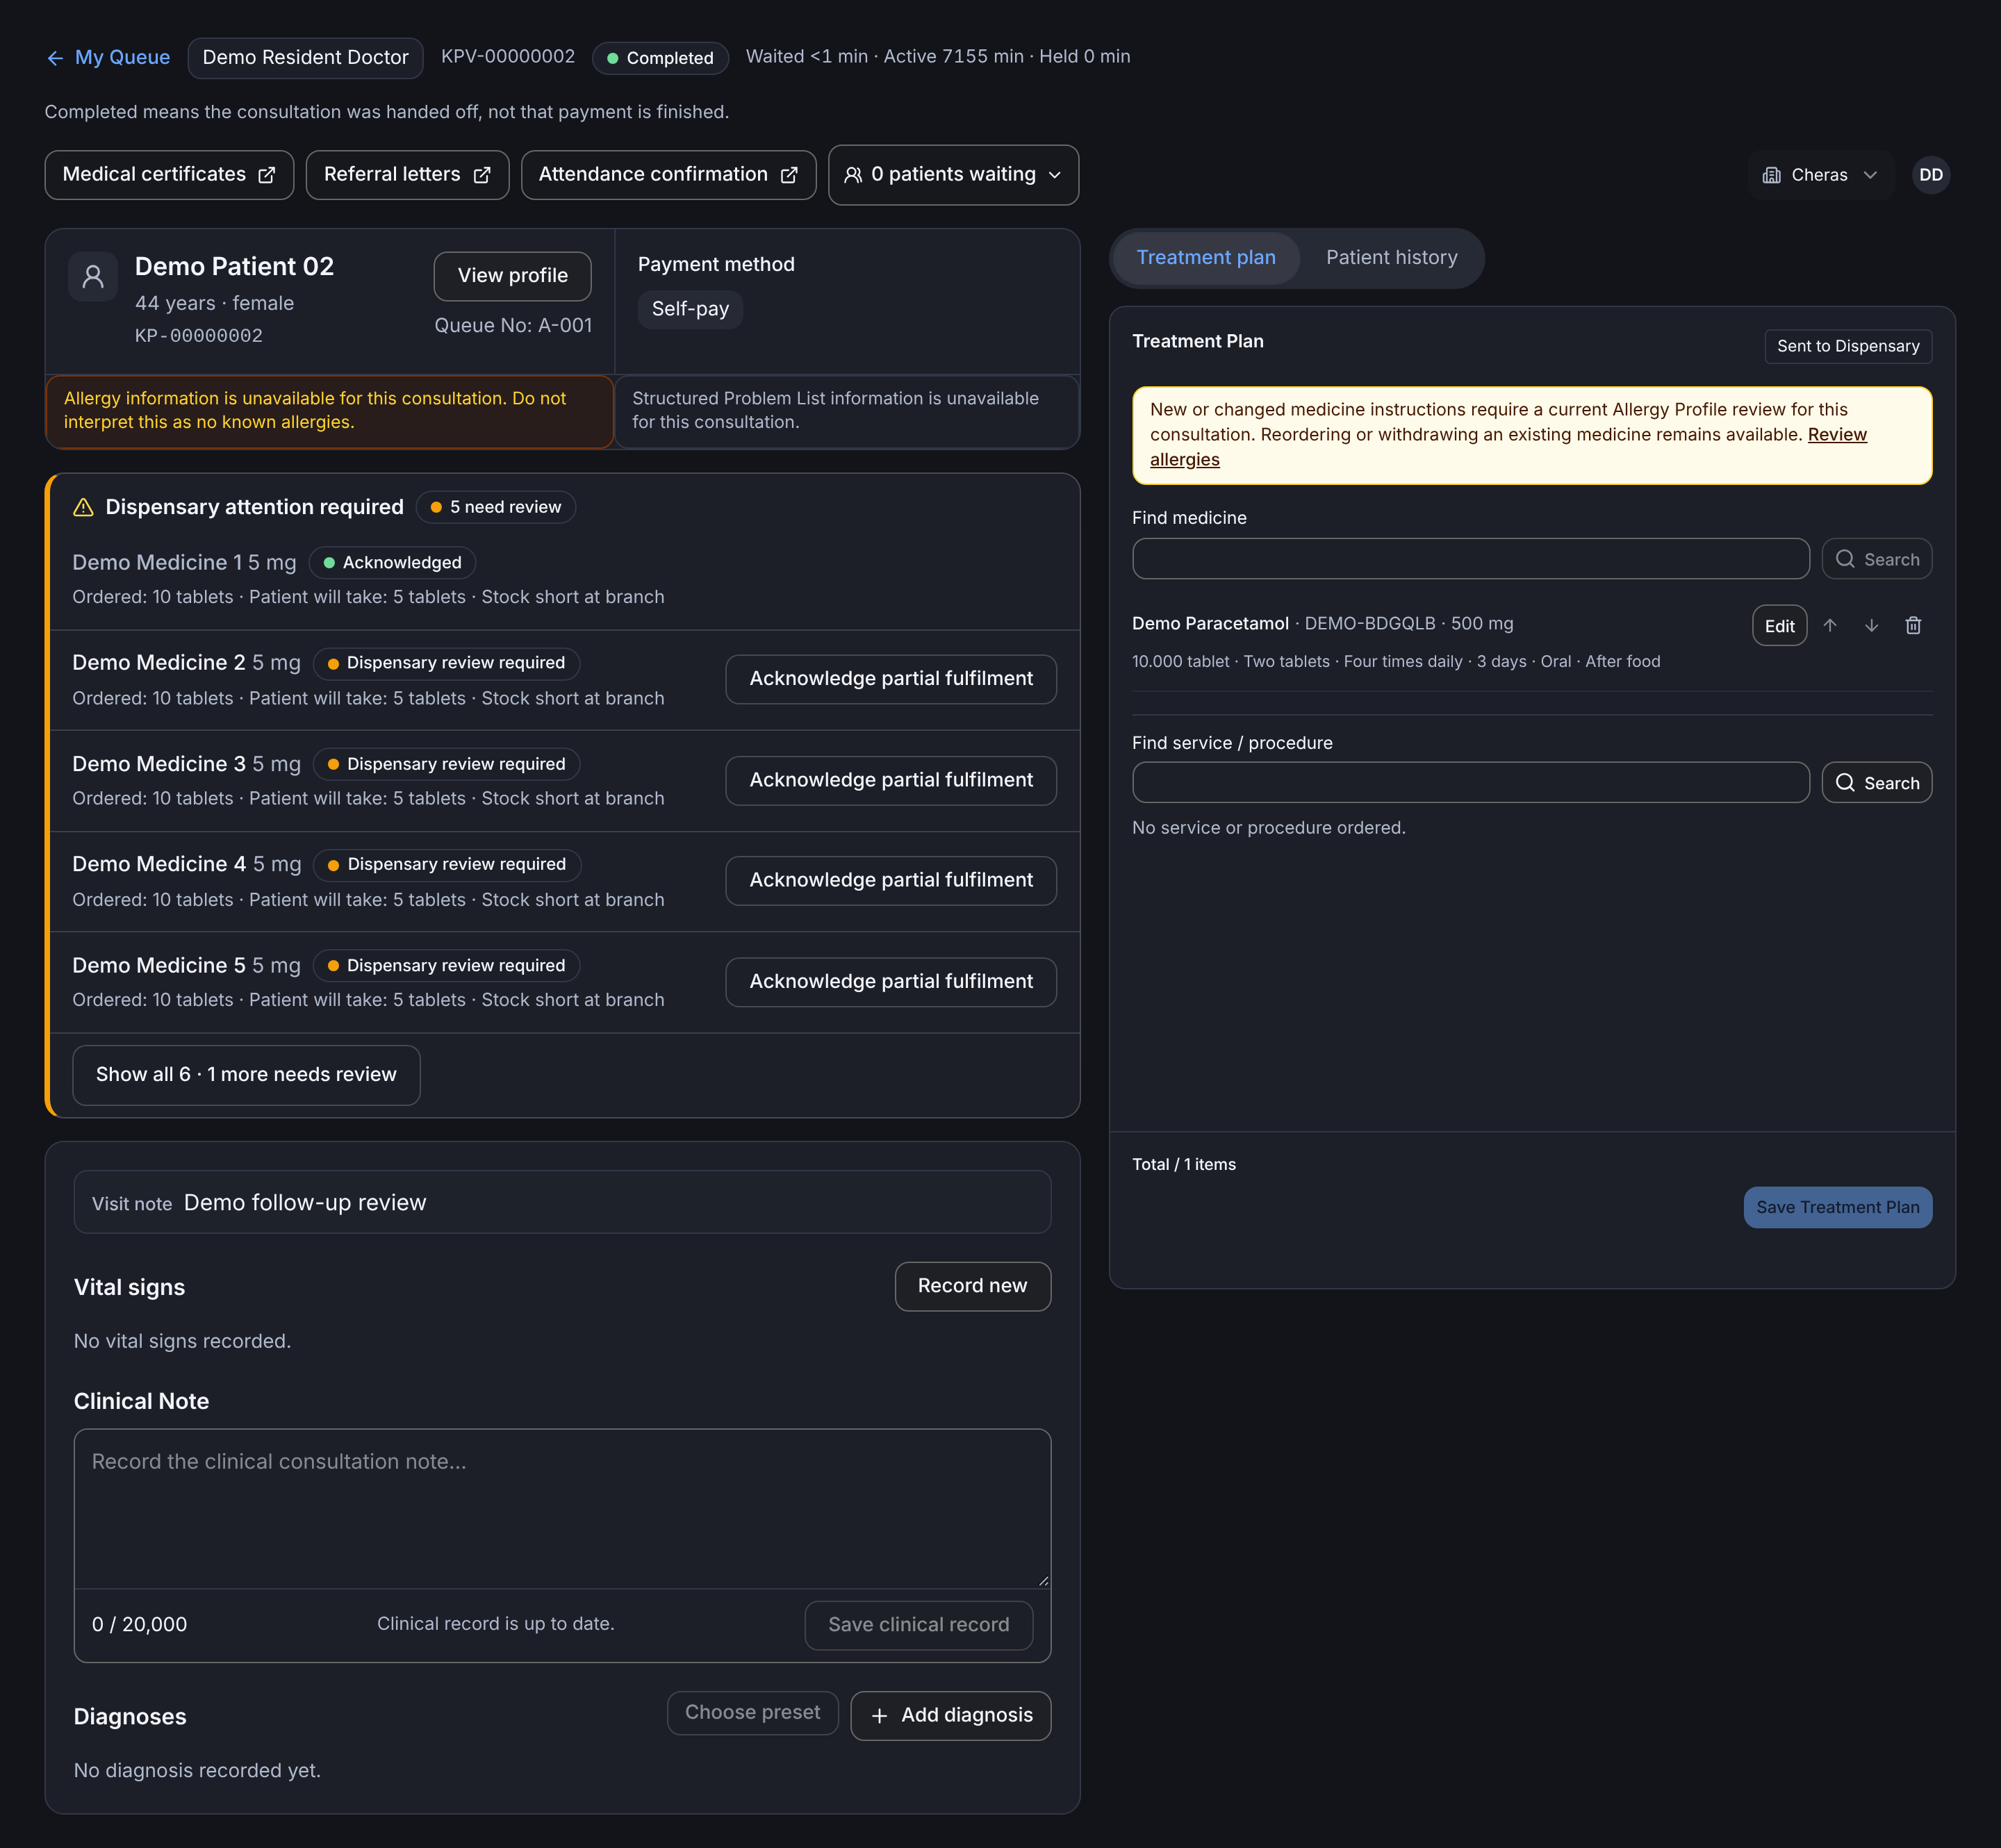 My Queue
Demo Resident Doctor
KPV-00000002
Completed
Waited <1 min · Active 7155 min · Held 0 min
Completed means the consultation was handed off, not that payment is finished.
Medical certificates
Referral letters
Attendance confirmation
0 patients waiting
Cheras
DD
Demo Patient 02
44 years · female
KP-00000002
View profile
Queue No: A-001
Payment method
Self-pay
Allergy information is unavailable for this consultation. Do not
interpret this as no known allergies.
Structured Problem List information is unavailable
for this consultation.
Dispensary attention required
5 need review
Demo Medicine 1 5 mg
Acknowledged
Ordered: 10 tablets · Patient will take: 5 tablets · Stock short at branch
Demo Medicine 2 5 mg
Dispensary review required
Ordered: 10 tablets · Patient will take: 5 tablets · Stock short at branch
Acknowledge partial fulfilment
Demo Medicine 3 5 mg
Dispensary review required
Ordered: 10 tablets · Patient will take: 5 tablets · Stock short at branch
Acknowledge partial fulfilment
Demo Medicine 4 5 mg
Dispensary review required
Ordered: 10 tablets · Patient will take: 5 tablets · Stock short at branch
Acknowledge partial fulfilment
Demo Medicine 5 5 mg
Dispensary review required
Ordered: 10 tablets · Patient will take: 5 tablets · Stock short at branch
Acknowledge partial fulfilment
Show all 6 · 1 more needs review
Visit note Demo follow-up review
Vital signs
Record new
No vital signs recorded.
Clinical Note
Record the clinical consultation note...
0 / 20,000
Clinical record is up to date.
Save clinical record
Diagnoses
Choose preset
Add diagnosis
No diagnosis recorded yet.
Treatment plan
Patient history
Treatment Plan
Sent to Dispensary
New or changed medicine instructions require a current Allergy Profile review for this
consultation. Reordering or withdrawing an existing medicine remains available. Review
allergies
Find medicine
Search
Demo Paracetamol · DEMO-BDGQLB · 500 mg
Edit
10.000 tablet · Two tablets · Four times daily · 3 days · Oral · After food
Find service / procedure
Search
No service or procedure ordered.
Total / 1 items
Save Treatment Plan